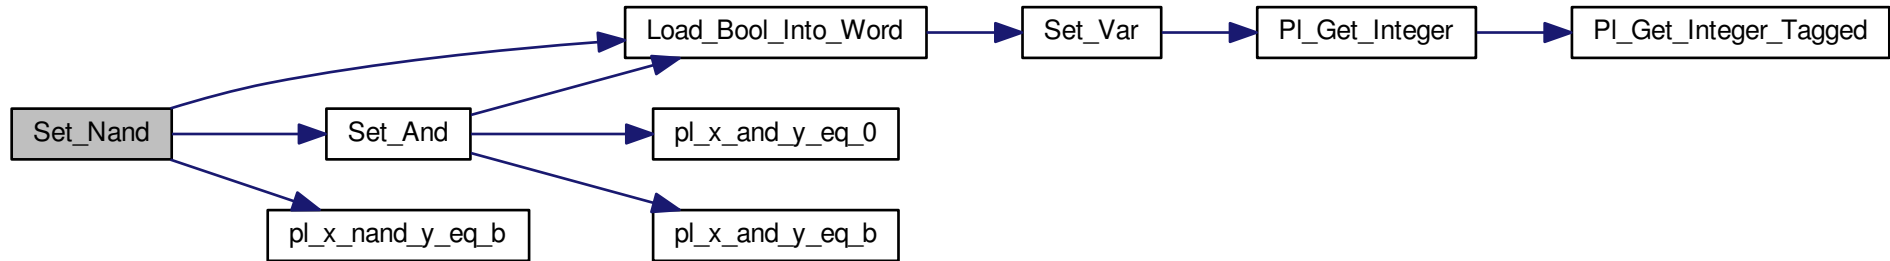 Load_Bool_Into_Word
Set_Var
Pl_Get_Integer
Pl_Get_Integer_Tagged
Set_Nand
Set_And
pl_x_and_y_eq_0
pl_x_nand_y_eq_b
pl_x_and_y_eq_b